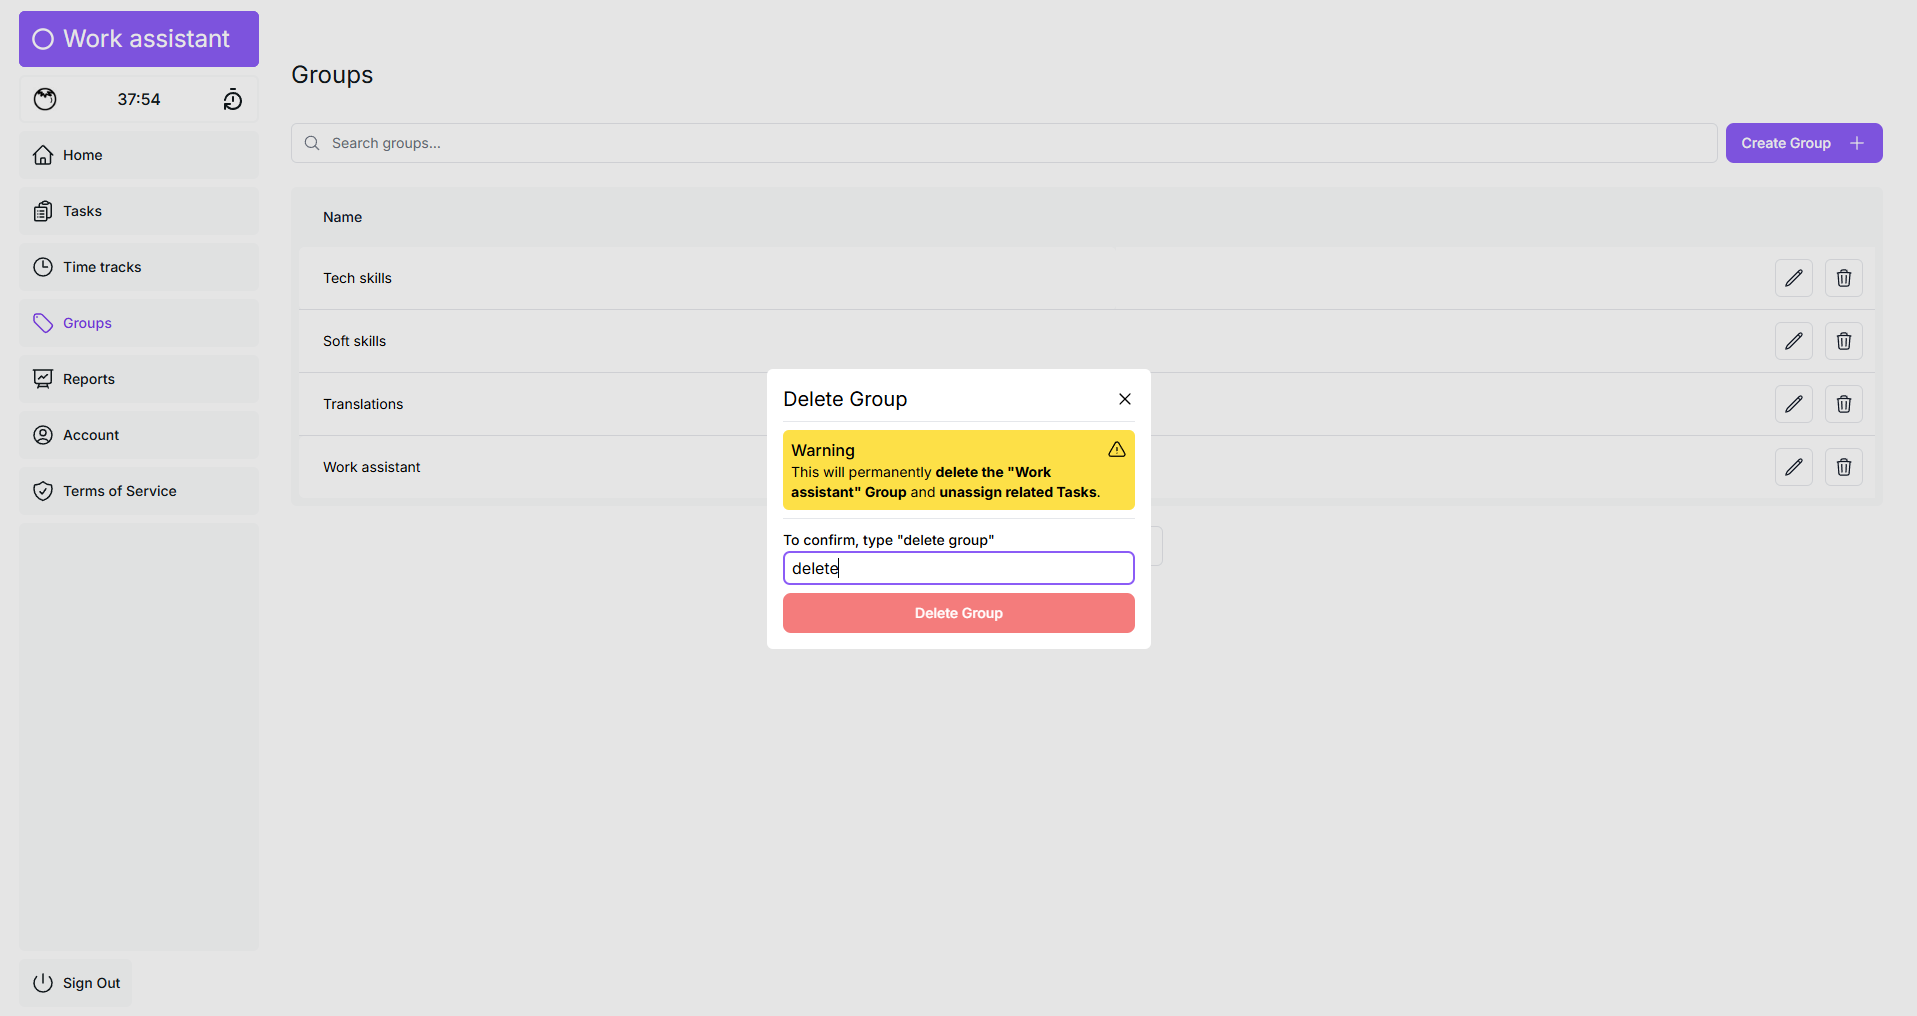 Work assistant
37:54
Home
Tasks
Time tracks
Groups
Reports
Account
Terms of Service
Sign Out
Groups
Search groups...
Create Group
Name
Tech skills
Soft skills
Translations
Work assistant
Delete Group
Warning
This will permanently delete the "Work
assistant" Group and unassign related Tasks.
To confirm, type "delete group"
delete
Delete Group